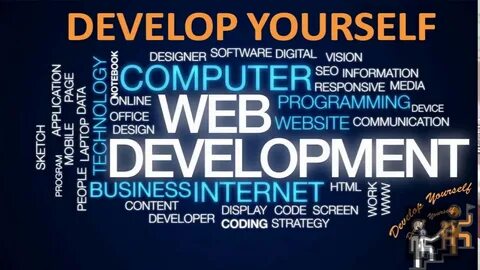 DEVELOP YOURSELF
DESIGNER SOFTWARE DIGITAL VISION
NOTEBOOK
COMPUTER
SEO INFORMATION
RESPONSIVE MEDIA
ONLINE
PROGRAMMING
DEVICE
OFFICE
DESIGN
WEB
WEBSITE
COMMUNICATION
SKETCH
PROGRAM
APPLICATION
MOBILE
PAGE
PEOPLE
LAPTOP
DATA
TECHNOLOGY
DEVELOPMENT
BUSINESS
INTERNET
HTML
WORK
WWW
CONTENT
DISPLAY CODE SCREEN
DEVELOPER
CODING STRATEGY
Develop Yourself
Yourself